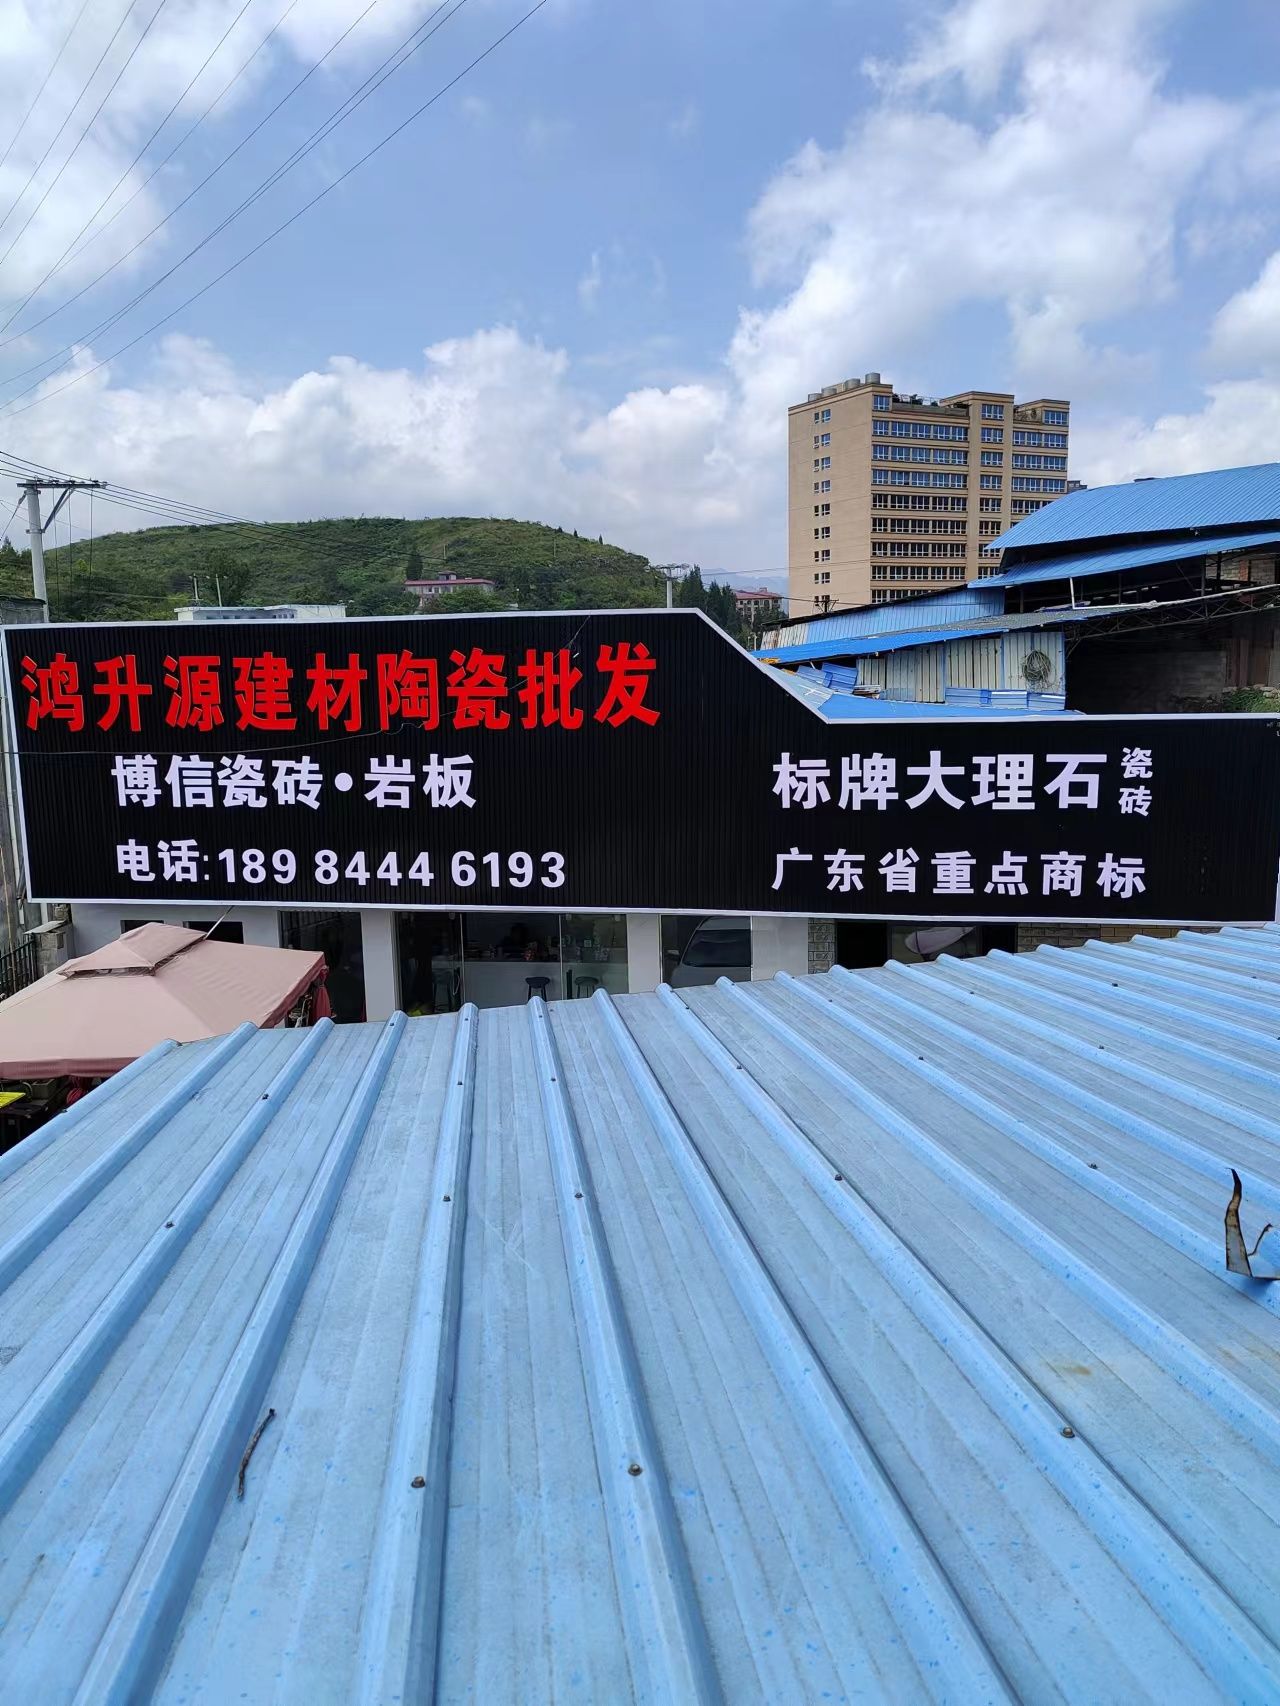 鸿升源建材陶瓷批发
博信瓷砖·岩板
电话:189 8444 6193
标牌大理石瓷砖
广东省重点商标